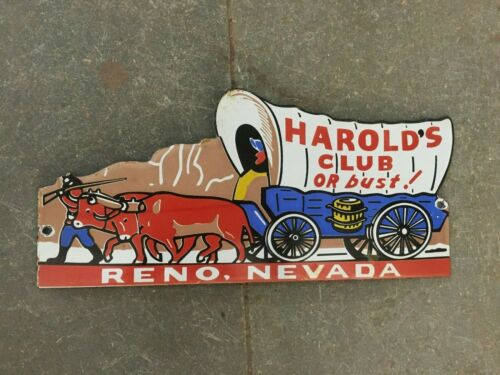 HAROLD'S
CLUB
OR bust!
RENO, NEVADA